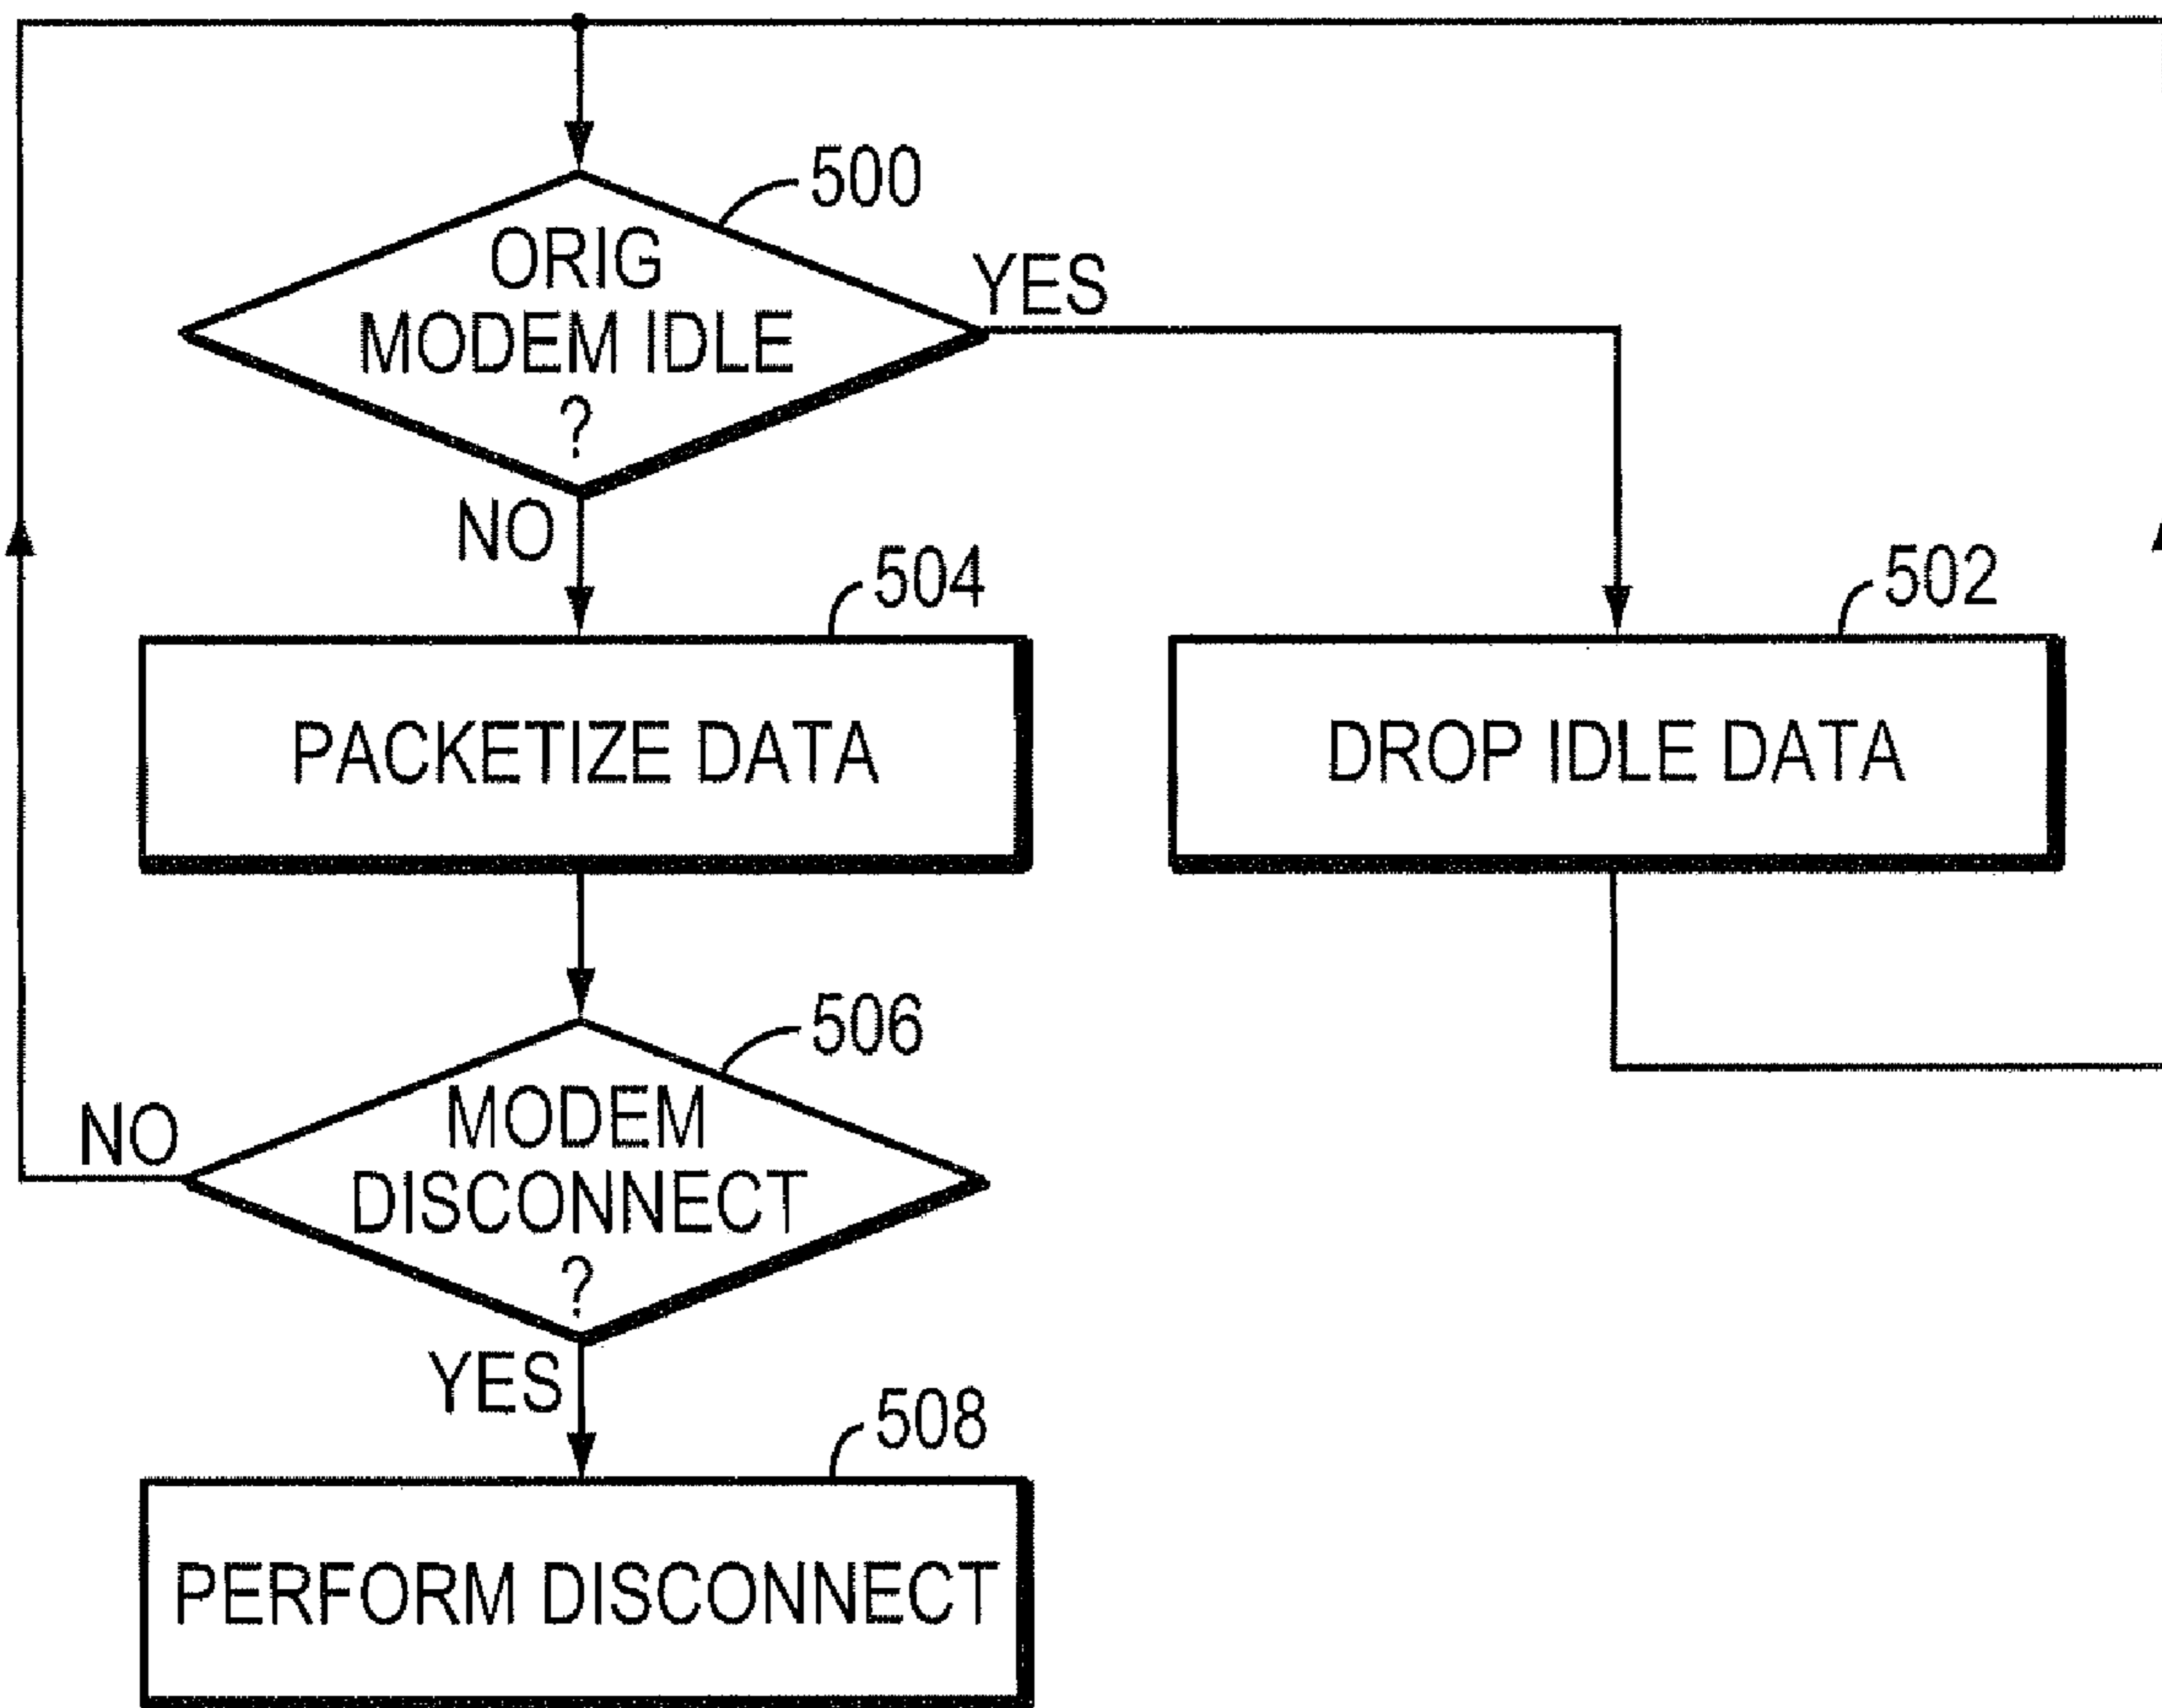 500
ORIG
MODEM IDLE
?
YES
NO
504
502
PACKETIZE DATA
DROP IDLE DATA
506
MODEM
DISCONNECT
?
NO
YES
508
PERFORM DISCONNECT